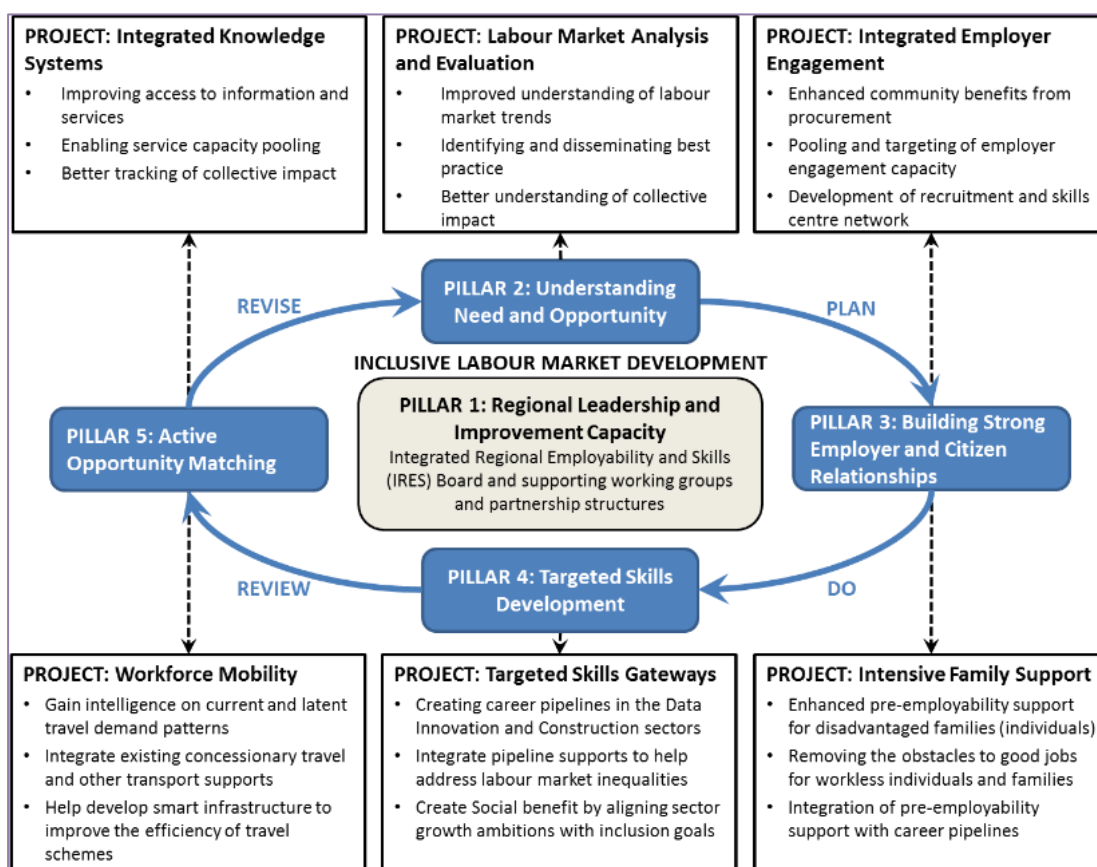 PROJECT: Integrated Knowledge
Systems
• Improving access to information and
services
• Enabling service capacity pooling
• Better tracking of collective impact
PROJECT: Labour Market Analysis
and Evaluation
• Improved understanding of labour
market trends
• Identifying and disseminating best
practice
• Better understanding of collective
impact
PROJECT: Integrated Employer
Engagement
• Enhanced community benefits from
procurement
• Pooling and targeting of employer
engagement capacity
• Development of recruitment and skills
centre network
REVISE
PILLAR 2: Understanding
Need and Opportunity
PLAN
INCLUSIVE LABOUR MARKET DEVELOPMENT
PILLAR 5: Active
Opportunity Matching
PILLAR 1: Regional Leadership and
Improvement Capacity
Integrated Regional Employability and Skills
(IRES) Board and supporting working groups
and partnership structures
PILLAR 3: Building Strong
Employer and Citizen
Relationships
REVIEW
PILLAR 4: Targeted Skills
Development
DO
PROJECT: Workforce Mobility
• Gain intelligence on current and latent
travel demand patterns
• Integrate existing concessionary travel
and other transport supports
• Help develop smart infrastructure to
improve the efficiency of travel
schemes
PROJECT: Targeted Skills Gateways
• Creating career pipelines in the Data
Innovation and Construction sectors
• Integrate pipeline supports to help
address labour market inequalities
• Create Social benefit by aligning sector
growth ambitions with inclusion goals
PROJECT: Intensive Family Support
• Enhanced pre-employability support
for disadvantaged families (individuals)
• Removing the obstacles to good jobs
for workless individuals and families
• Integration of pre-employability
support with career pipelines